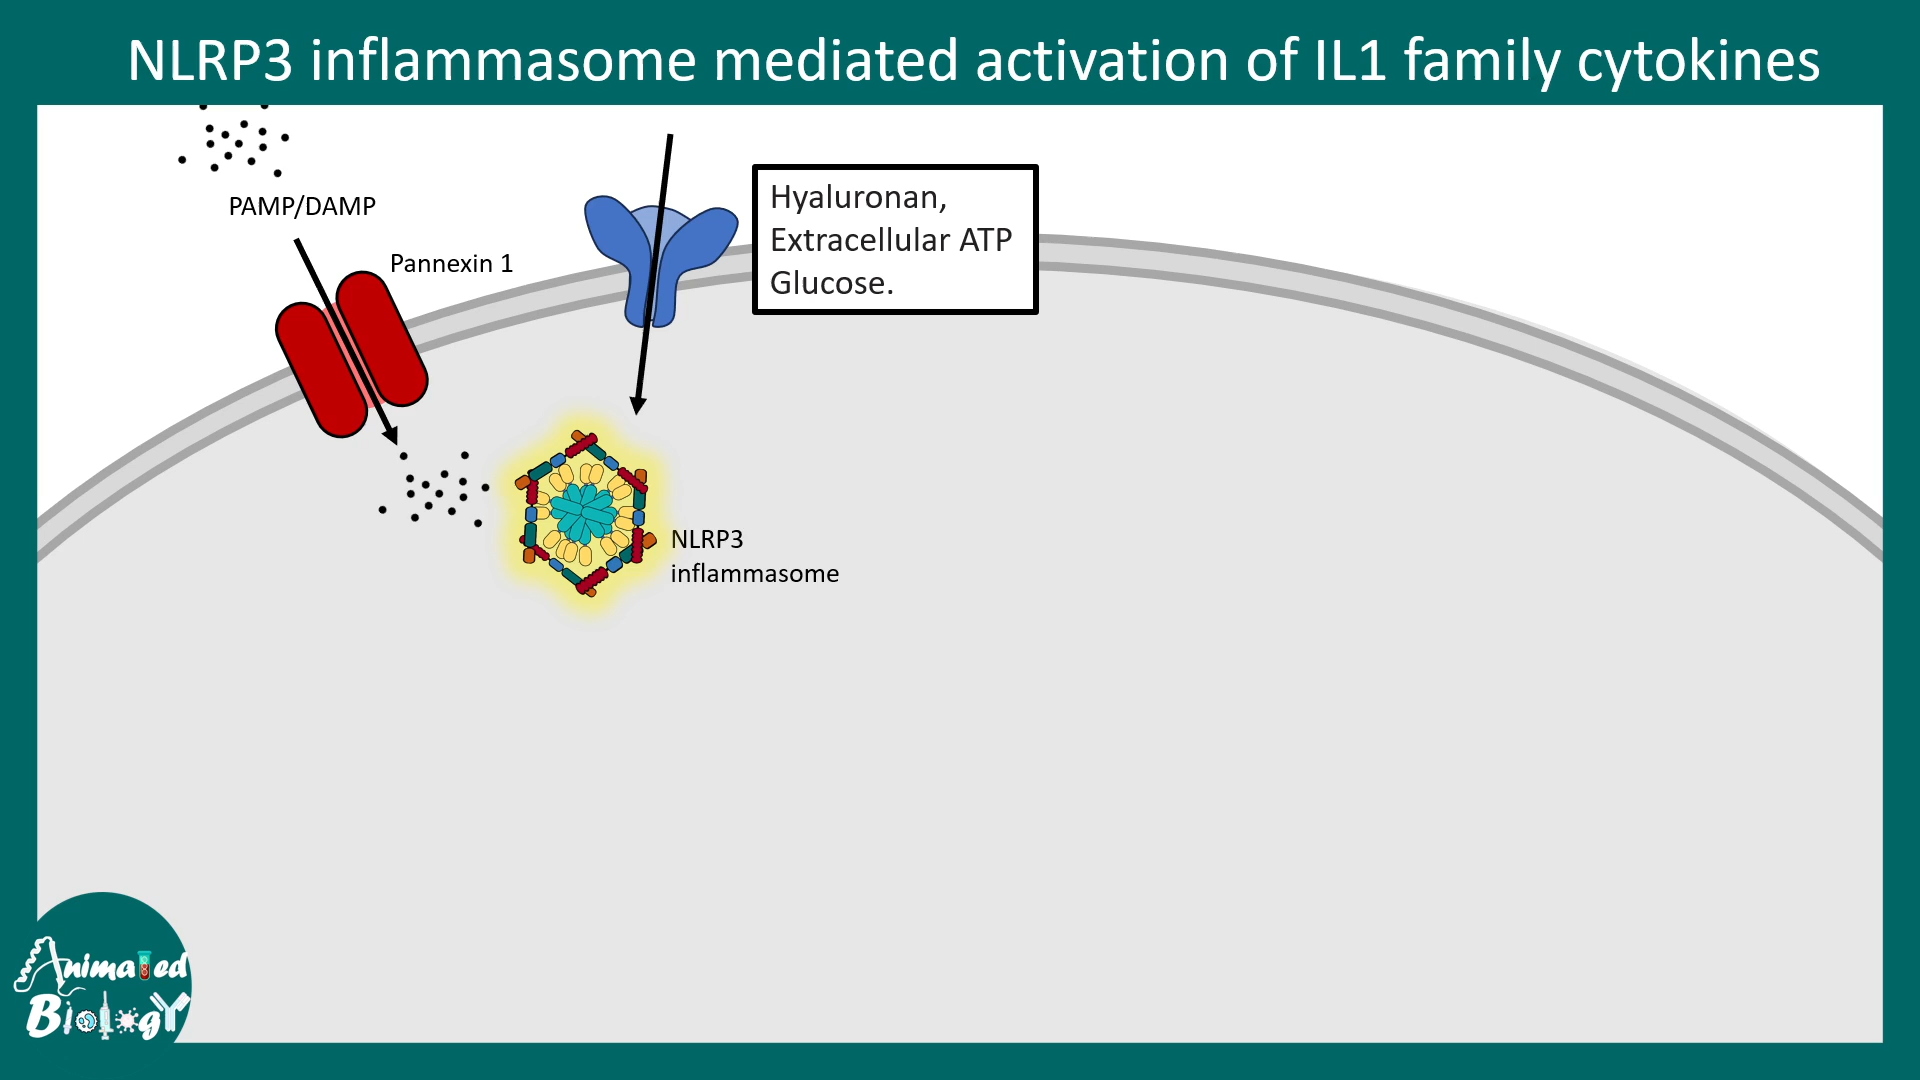 NLRP3 inflammasome mediated activation of IL1 family cytokines
PAMP/DAMP
Pannexin 1
Hyaluronan,
Extracellular ATP
Glucose.
NLRP3
inflammasome
Animated
Biology